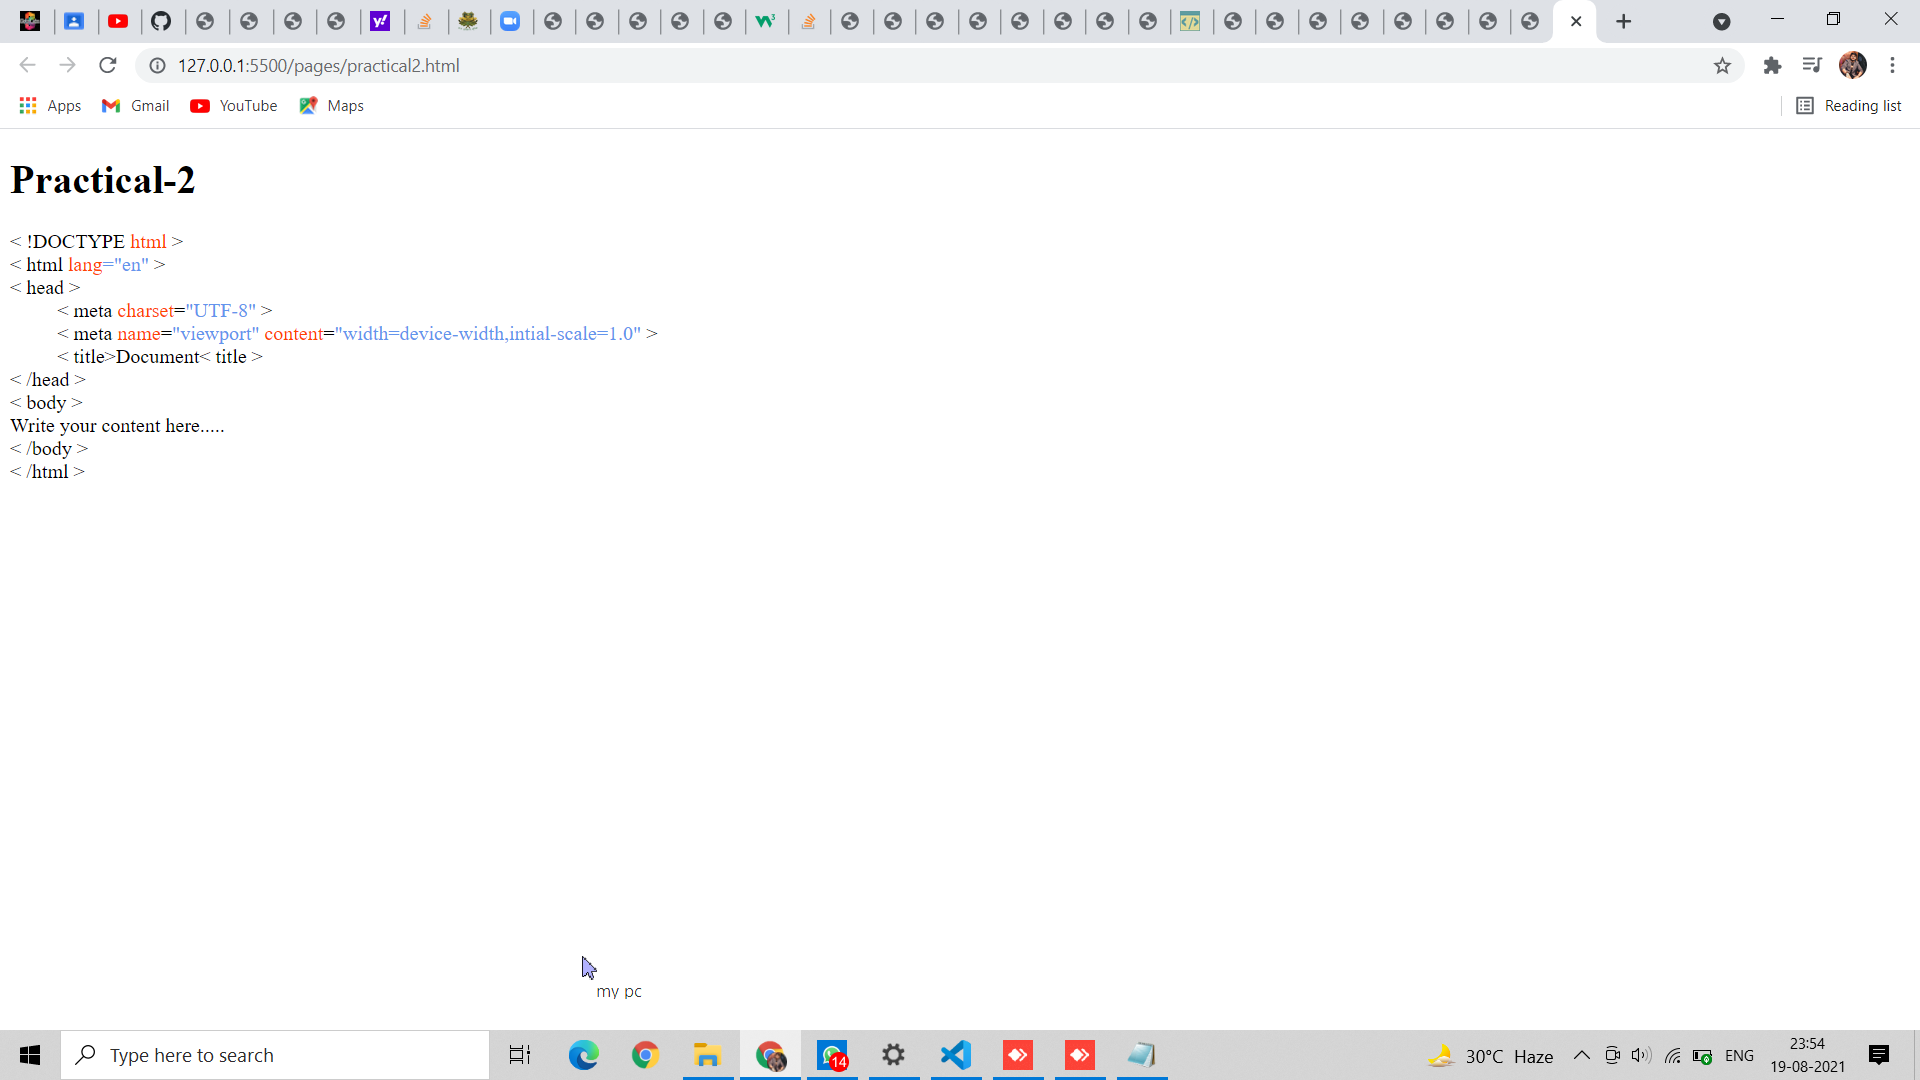 127.0.0.1:5500/pages/practical2.html
Apps Gmail YouTube Maps Reading list
Practical-2
< !DOCTYPE html >
< html lang="en" >
< head >
< meta charset="UTF-8" >
< meta name="viewport" content="width=device-width,intial-scale=1.0" >
< title>Document< title >
< /head >
< body >
Write your content here.....
< /body >
< /html >
my pc
Type here to search
14
30°C Haze
ENG
23:54
19-08-2021